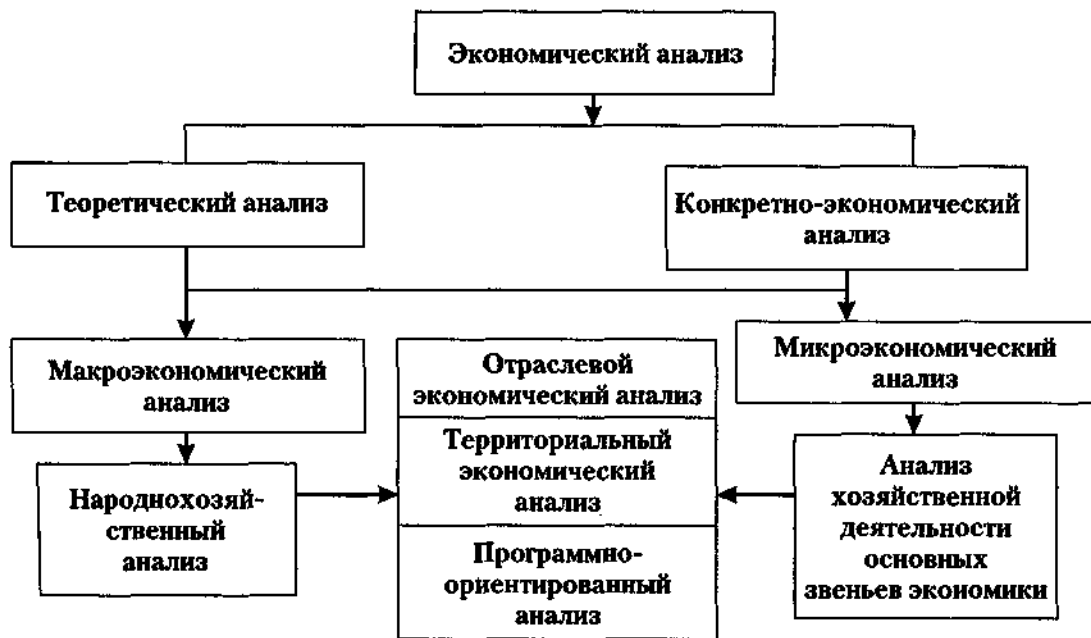 Экономический анализ
Теоретический анализ
Конкретно-экономический
анализ
Макроэкономический
анализ
Отраслевой
экономический анализ
Территориальный
экономический
анализ
Программно-
ориентированный
анализ
Микроэкономический
анализ
Народнохозяй-
ственный
анализ
Анализ
хозяйственной
деятельности
основных
звеньев экономики